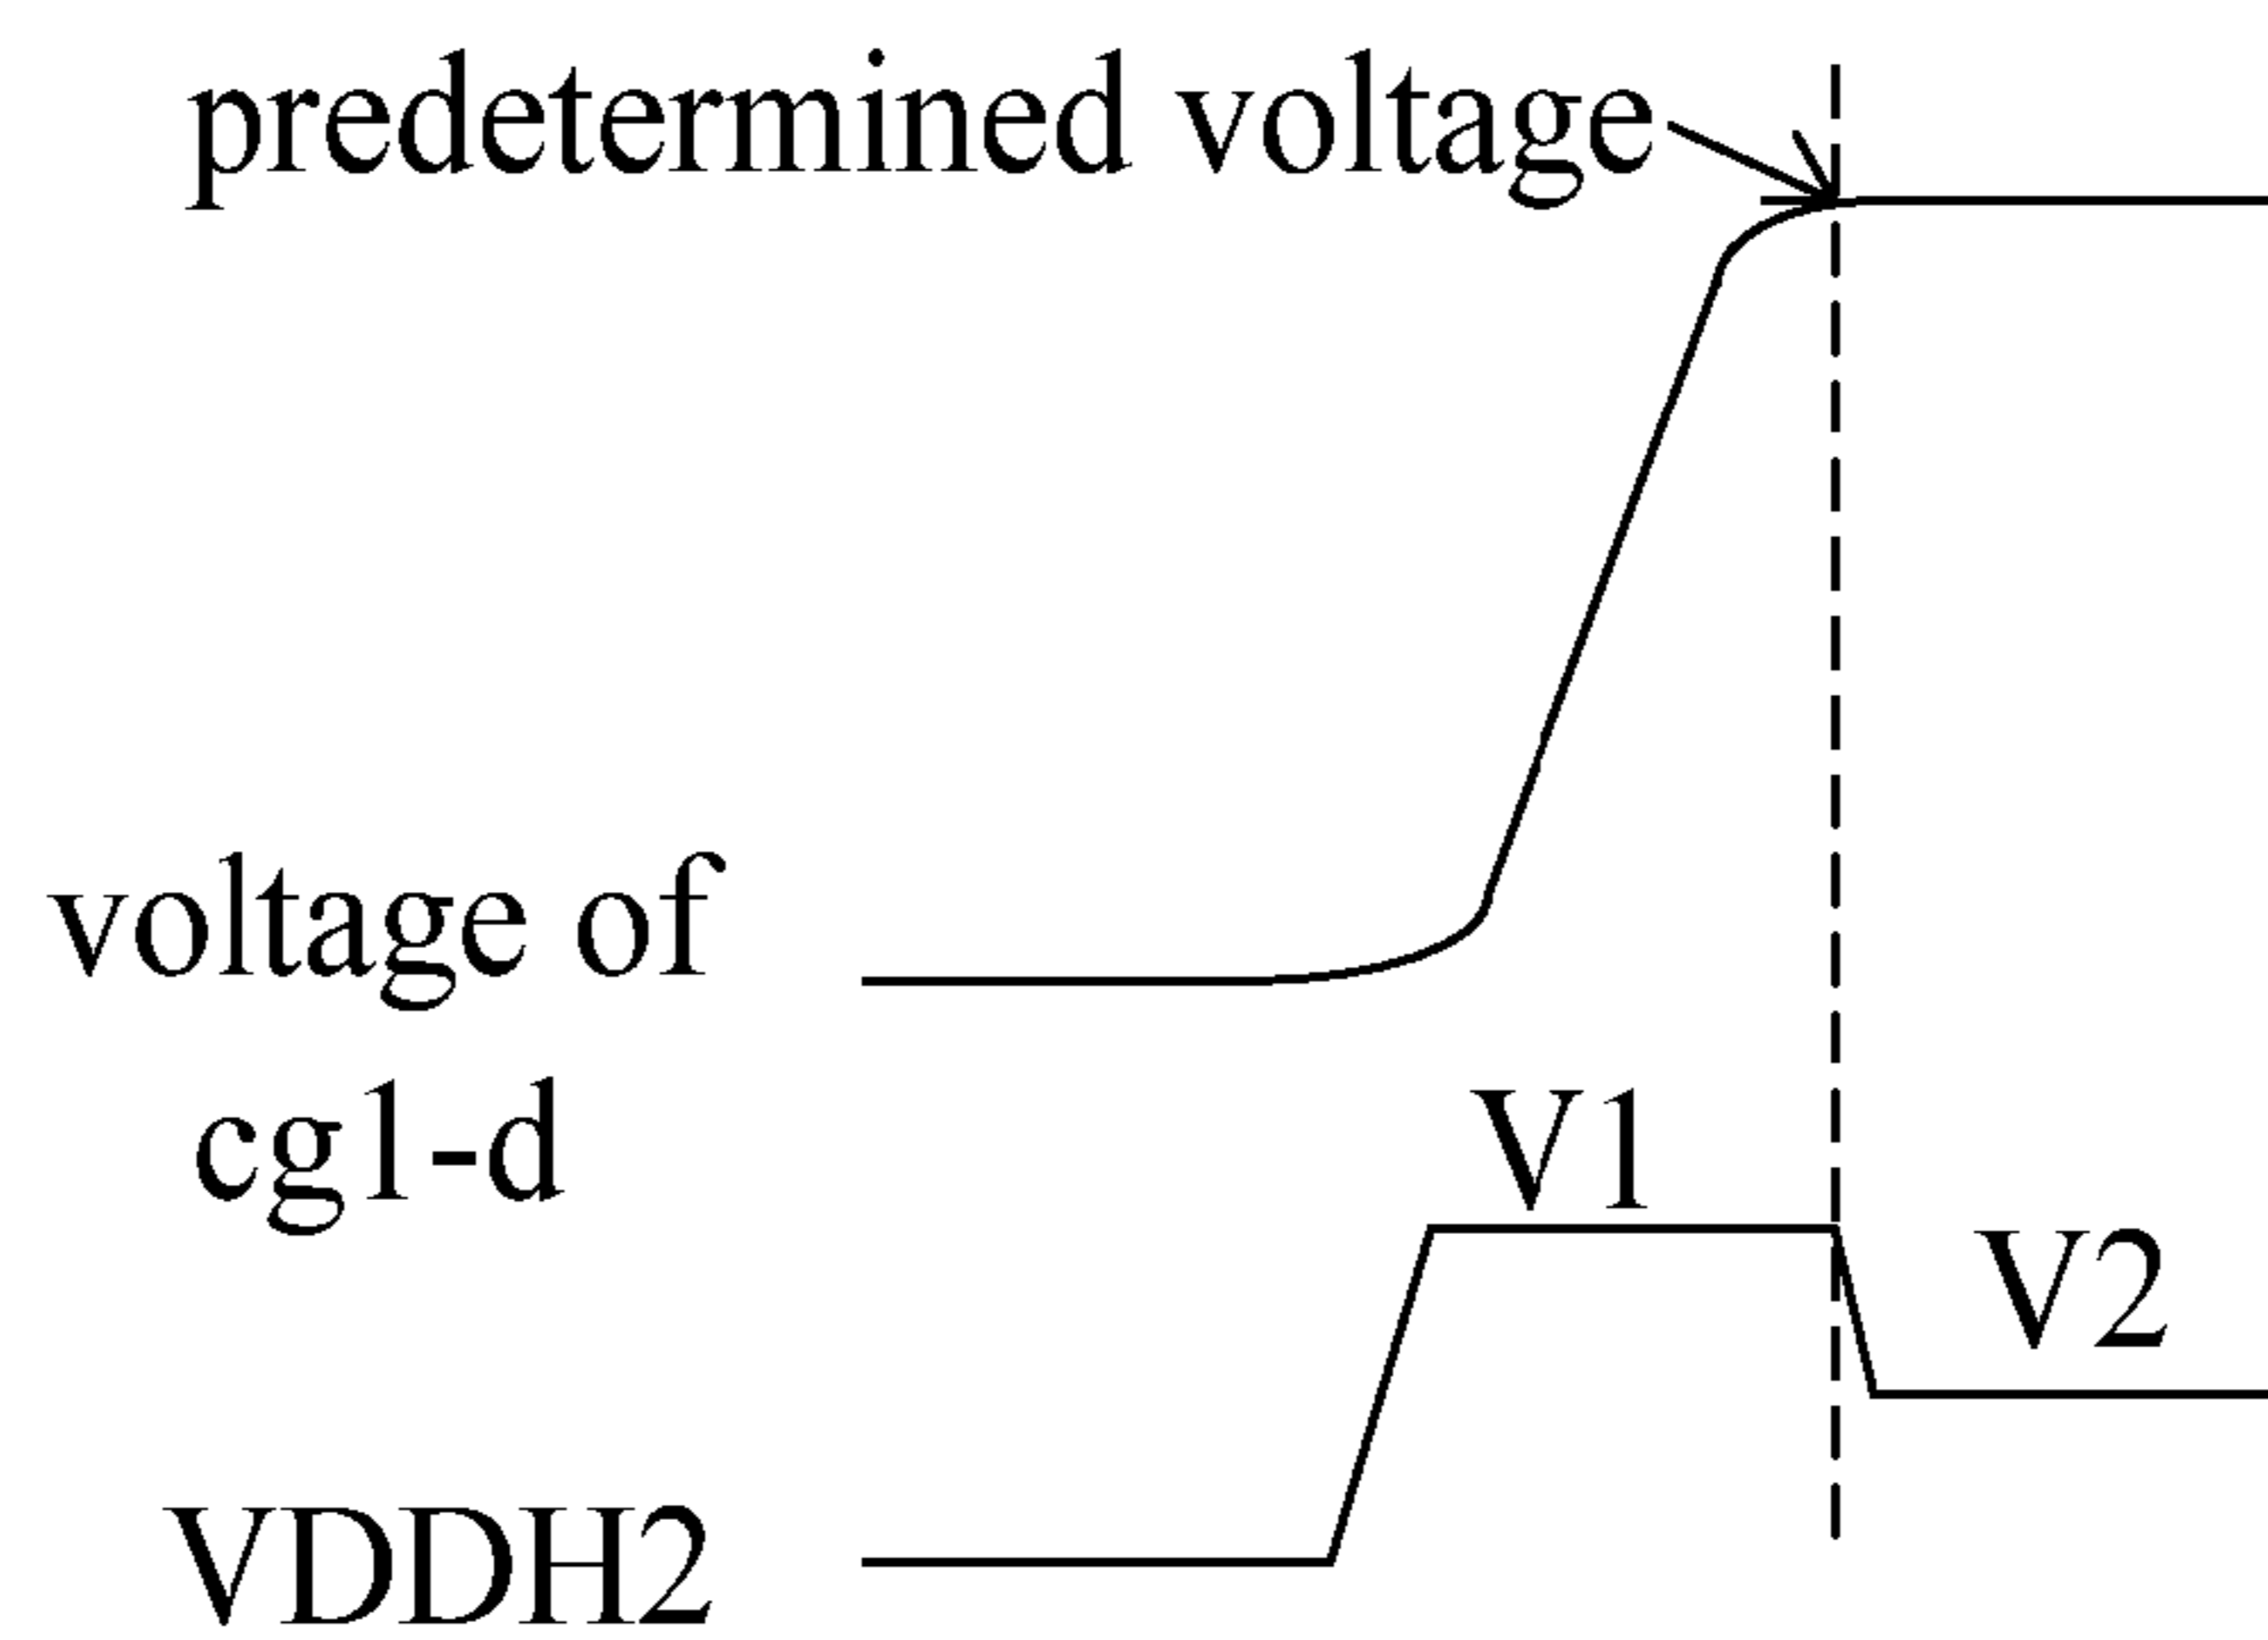 predetermined voltage
voltage of
cg1-d
V1
V2
VDDH2